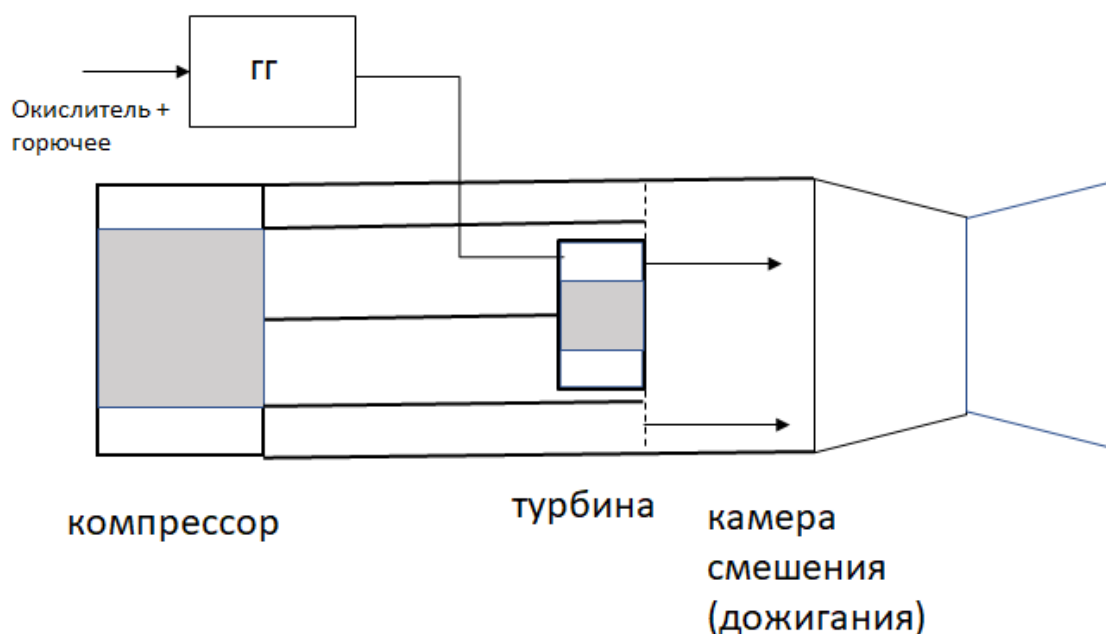 ГГ
Окислитель +
горючее
компрессор
турбина
камера
смешения
(дожигания)